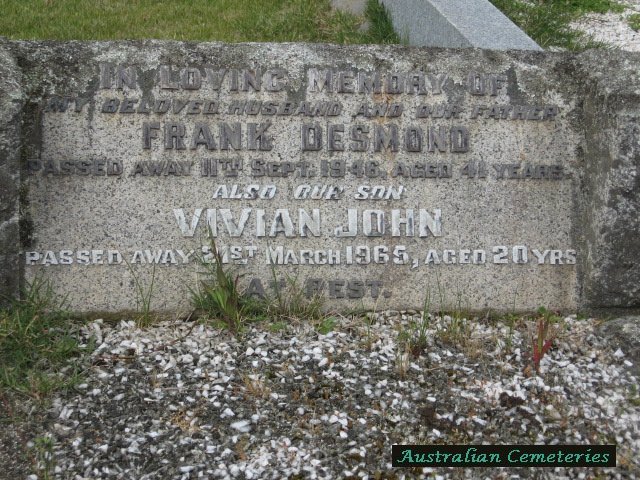 IN LOVING MEMORY OF
MY BELOVED HUSBAND AND OUR FATHER
FRANK DESMOND
PASSED AWAY 11TH SEPT. 1946, AGED 41 YEARS.
ALSO OUR SON
VIVIAN JOHN
PASSED AWAY 21ST MARCH 1965, AGED 20 YRS
AT REST.
Australian Cemeteries